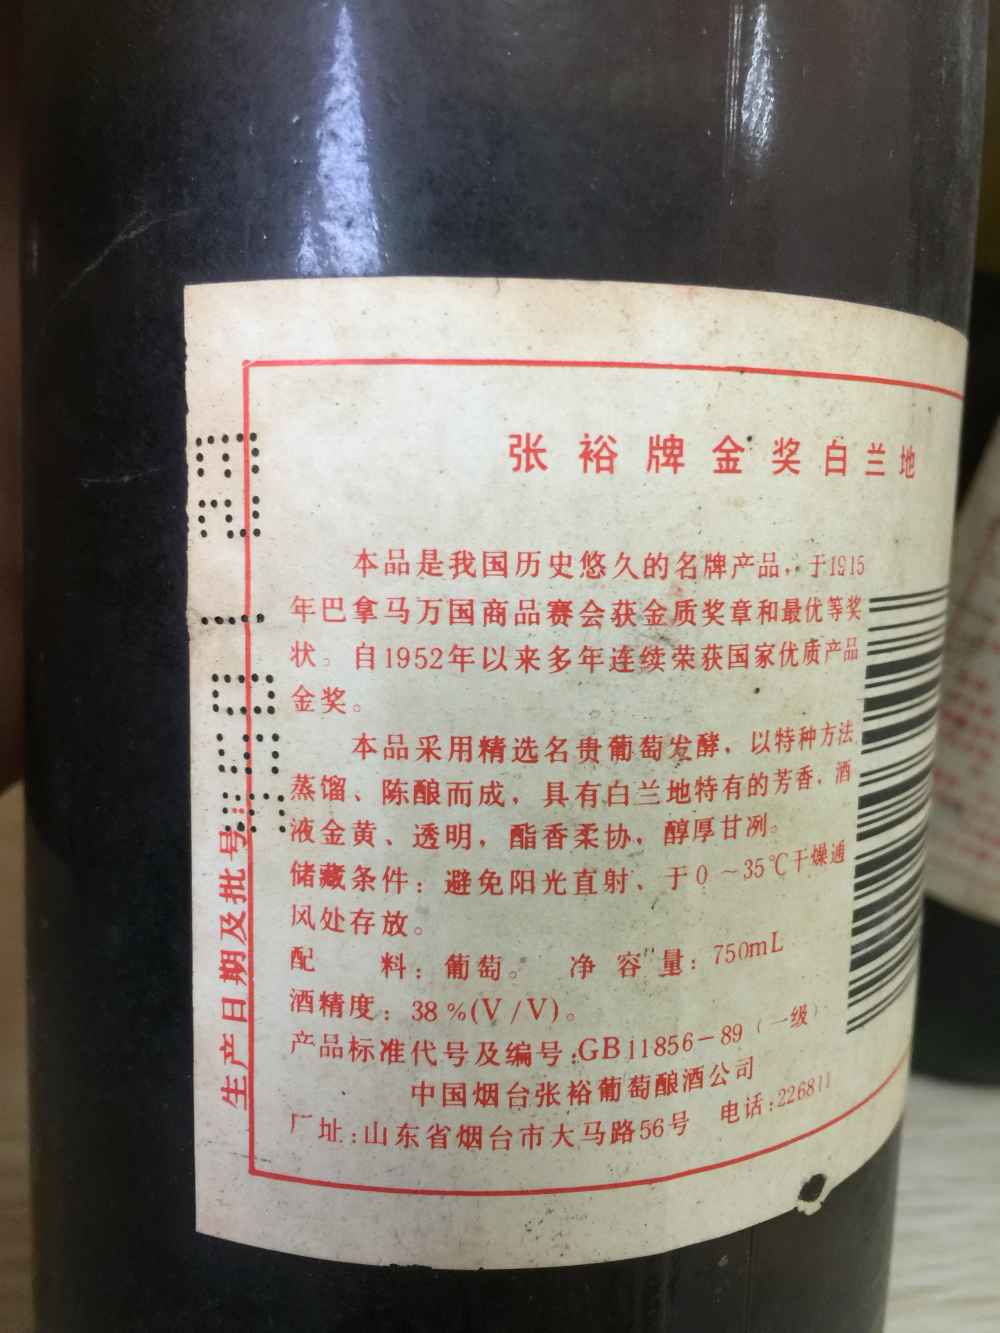 张裕牌金奖白兰地
本品是我国历史悠久的名牌产品，于1915
年巴拿马万国商品赛会获金质奖章和最优等奖
状。自1952年以来多年连续荣获国家优质产品
金奖。
本品采用精选名贵葡萄发酵，以特种方法
蒸馏、陈酿而成，具有白兰地特有的芳香，酒
液金黄、透明，酯香柔协，醇厚甘冽。
储藏条件：避免阳光直射、于0～35℃干燥通
风处存放。
配 料：葡萄。 净容量：750mL
酒精度：38%(V/V)。
产品标准代号及编号：GB11856-89（一级）
中国烟台张裕葡萄酿酒公司
厂址：山东省烟台市大马路56号 电话：226811
生产日期及批号：